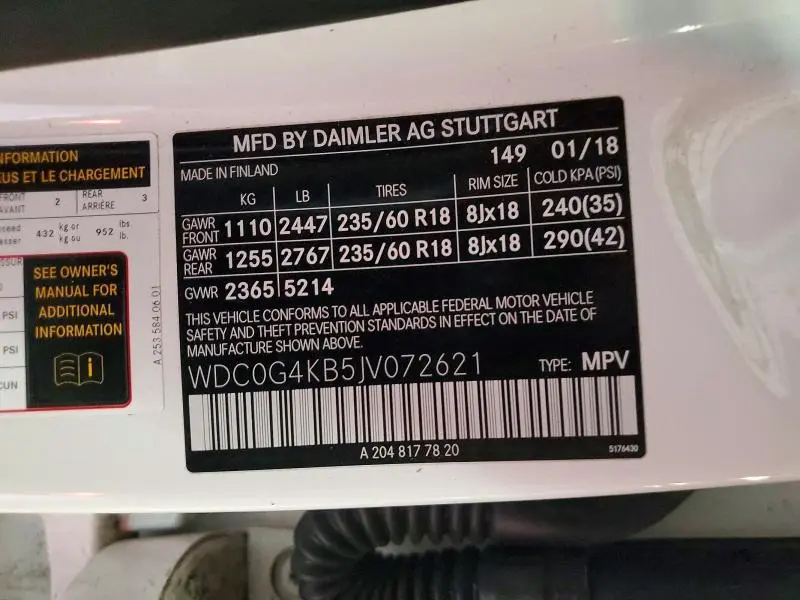 NFORMATION
EUS ET LE CHARGEMENT
FRONT
AVANT 2 REAR
ARRIÈRE 3
432 kg or
kg ou 952 lbs.
lb.
SEE OWNER'S
MANUAL FOR
ADDITIONAL
INFORMATION
PSI
PSI
A 253 584 06 01
MFD BY DAIMLER AG STUTTGART
MADE IN FINLAND 149 01/18
KG LB TIRES RIM SIZE COLD KPA (PSI)
GAWR
FRONT 1110 2447 235/60 R18 8Jx18 240(35)
GAWR
REAR 1255 2767 235/60 R18 8Jx18 290(42)
GVWR 2365 5214
THIS VEHICLE CONFORMS TO ALL APPLICABLE FEDERAL MOTOR VEHICLE
SAFETY AND THEFT PREVENTION STANDARDS IN EFFECT ON THE DATE OF
MANUFACTURE SHOWN ABOVE.
WDC0G4KB5JV072621 TYPE: MPV
A 204 817 78 20
5176430